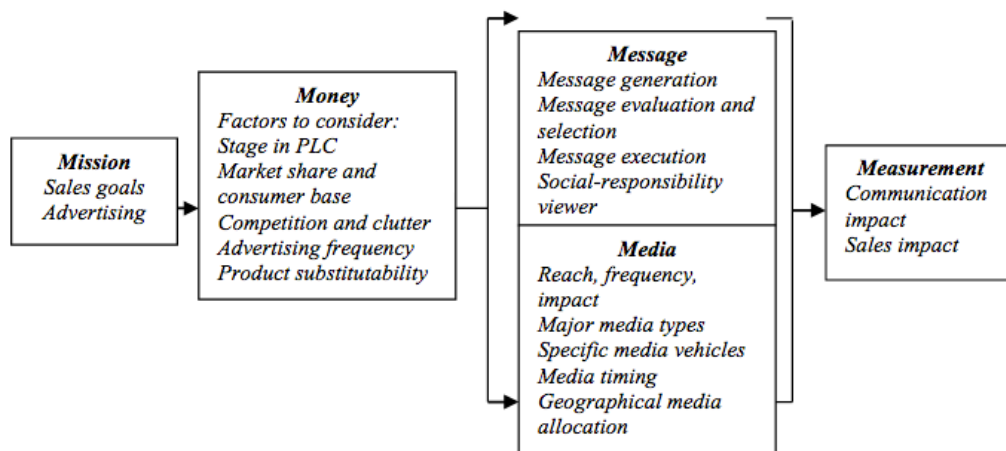 Mission
Sales goals
Advertising
Money
Factors to consider:
Stage in PLC
Market share and
consumer base
Competition and clutter
Advertising frequency
Product substitutability
Message
Message generation
Message evaluation and
selection
Message execution
Social-responsibility
viewer
Media
Reach, frequency,
impact
Major media types
Specific media vehicles
Media timing
Geographical media
allocation
Measurement
Communication
impact
Sales impact